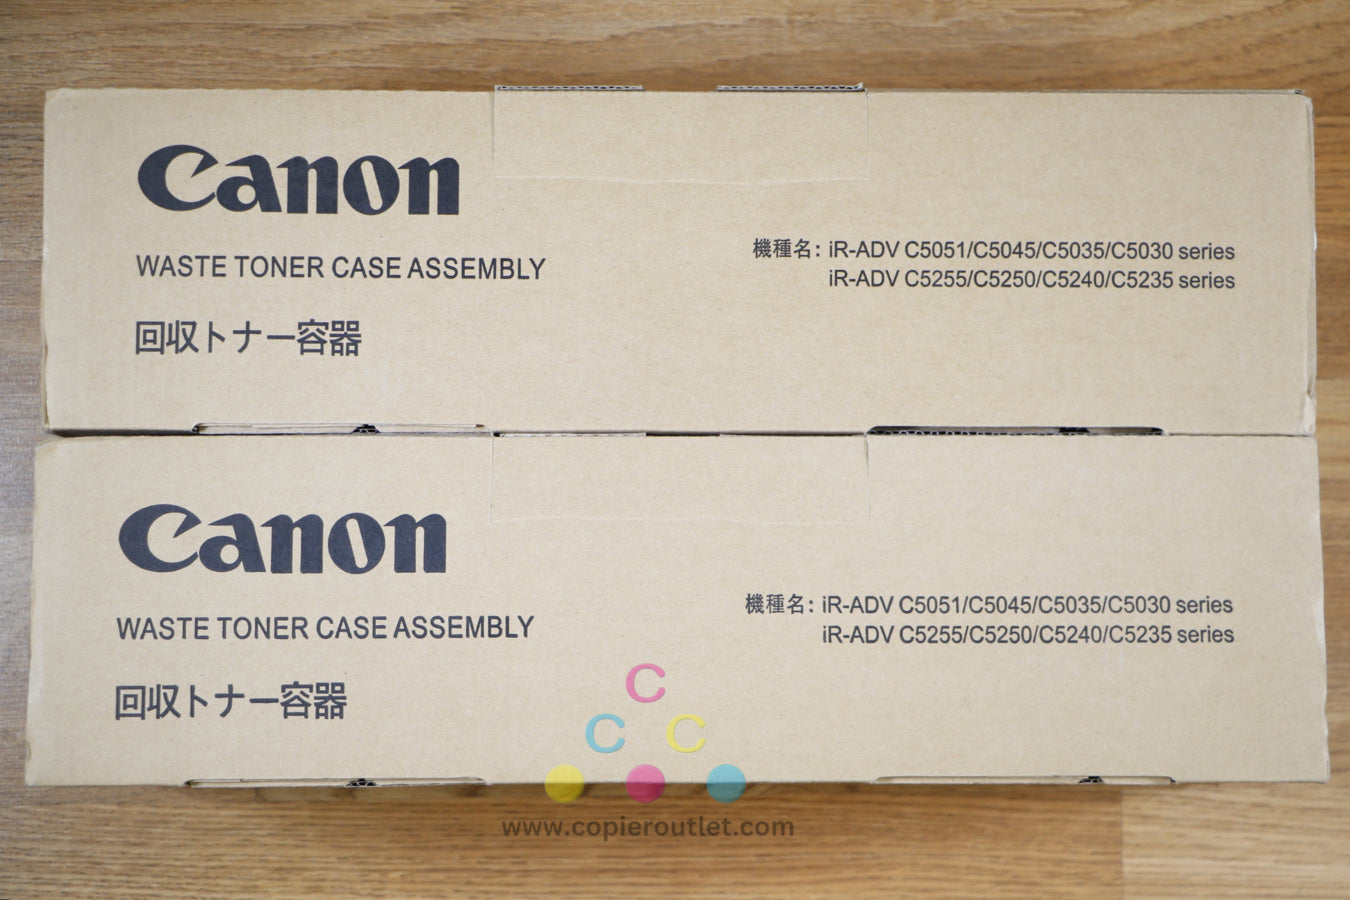 Canon
WASTE TONER CASE ASSEMBLY
回収トナー容器
機種名: iR-ADV C5051/C5045/C5035/C5030 series
iR-ADV C5255/C5250/C5240/C5235 series
Canon
WASTE TONER CASE ASSEMBLY
回収トナー容器
機種名: iR-ADV C5051/C5045/C5035/C5030 series
iR-ADV C5255/C5250/C5240/C5235 series
C
C C
www.copieroutlet.com